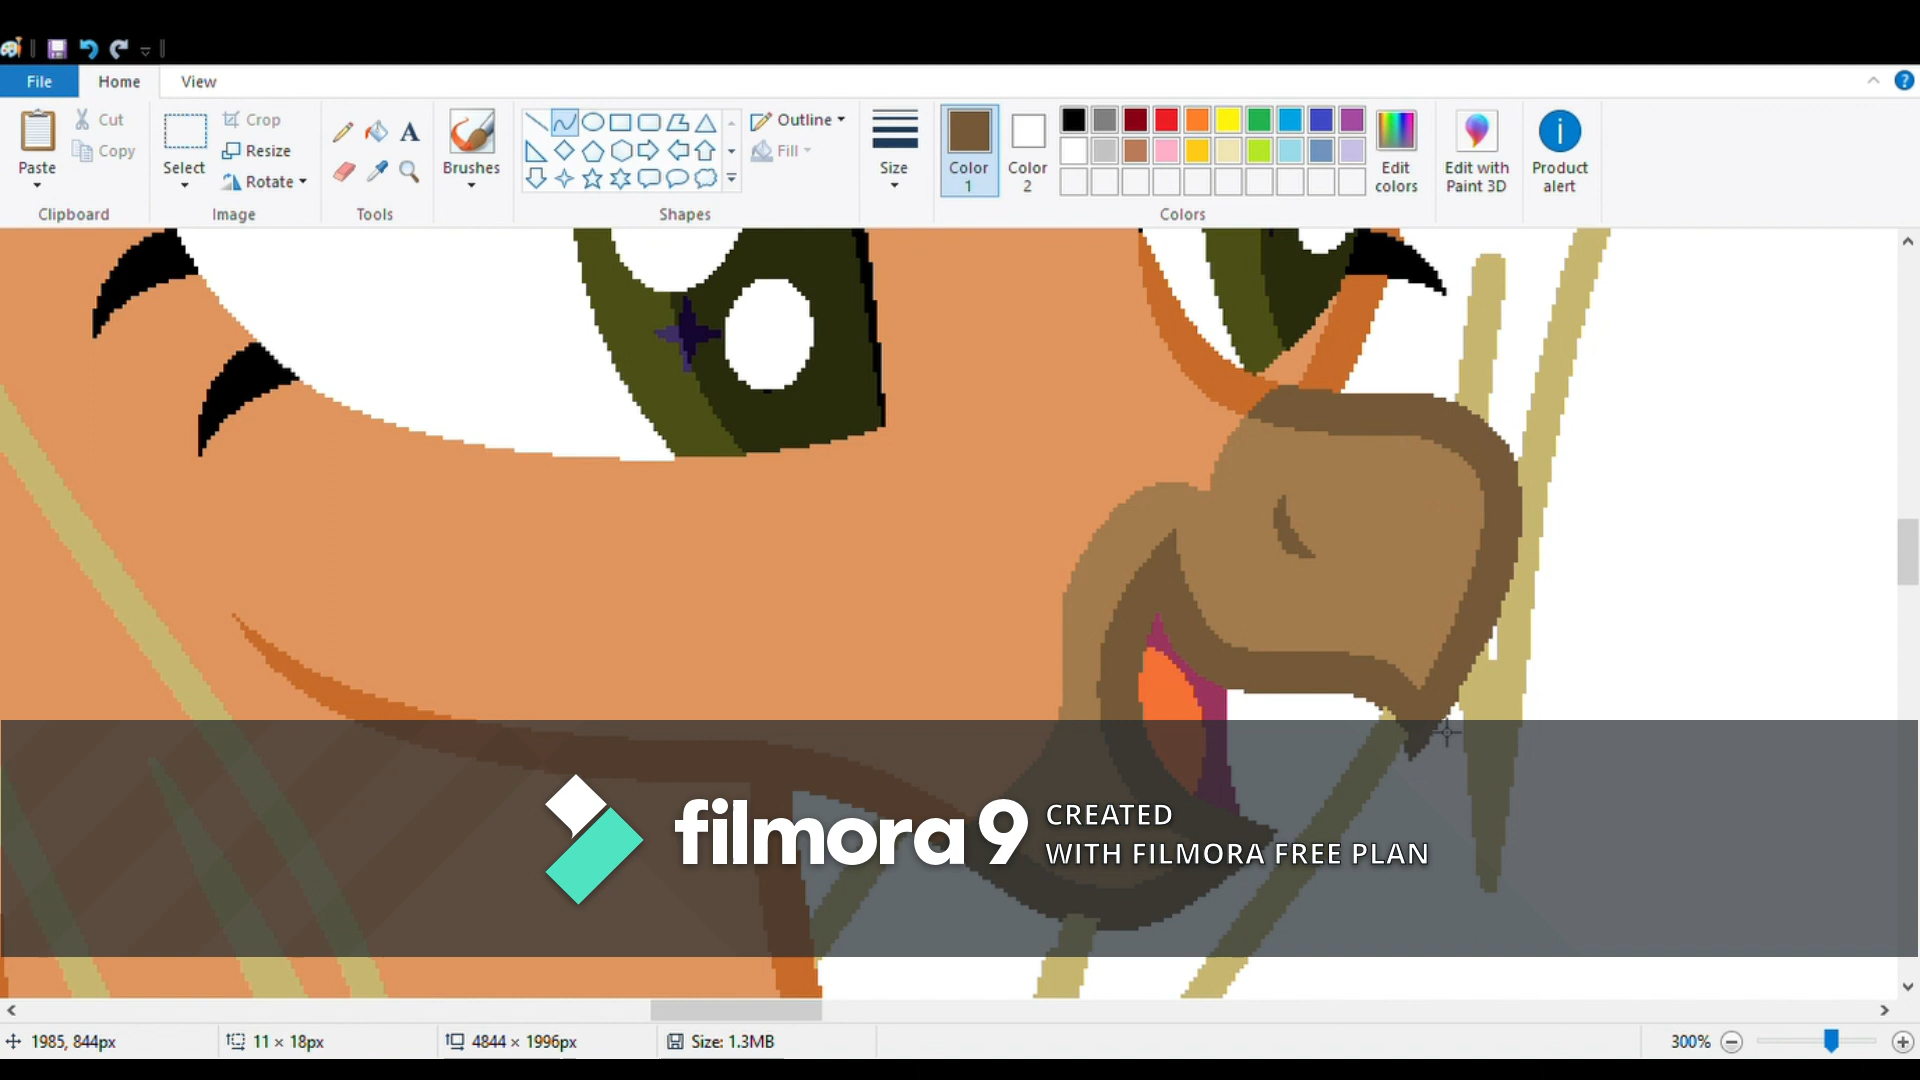 File Home View
Paste
Cut
Copy
Clipboard
Select
Crop
Resize
Rotate
Image
A
Tools
Brushes
Shapes
Outline
Fill
Size
Color
1
Color
2
Edit
colors
Colors
Edit with
Paint 3D
Product
alert
filmora9
CREATED
WITH FILMORA FREE PLAN
1985, 844px 11 × 18px 4844 × 1996px Size: 1.3MB 300%